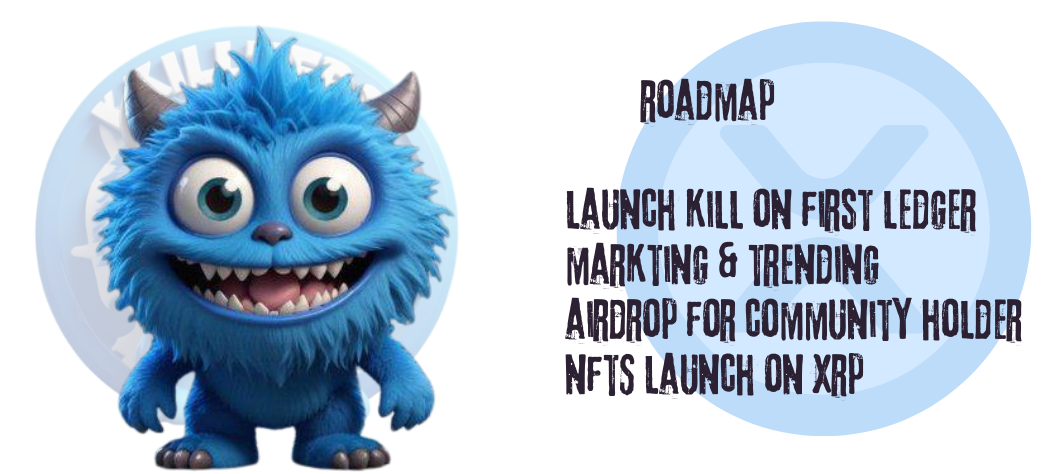 ROADMAP
LAUNCH KILL ON FIRST LEDGER
MARKTING & TRENDING
AIRDROP FOR COMMUNITY HOLDER
NFTS LAUNCH ON XRP